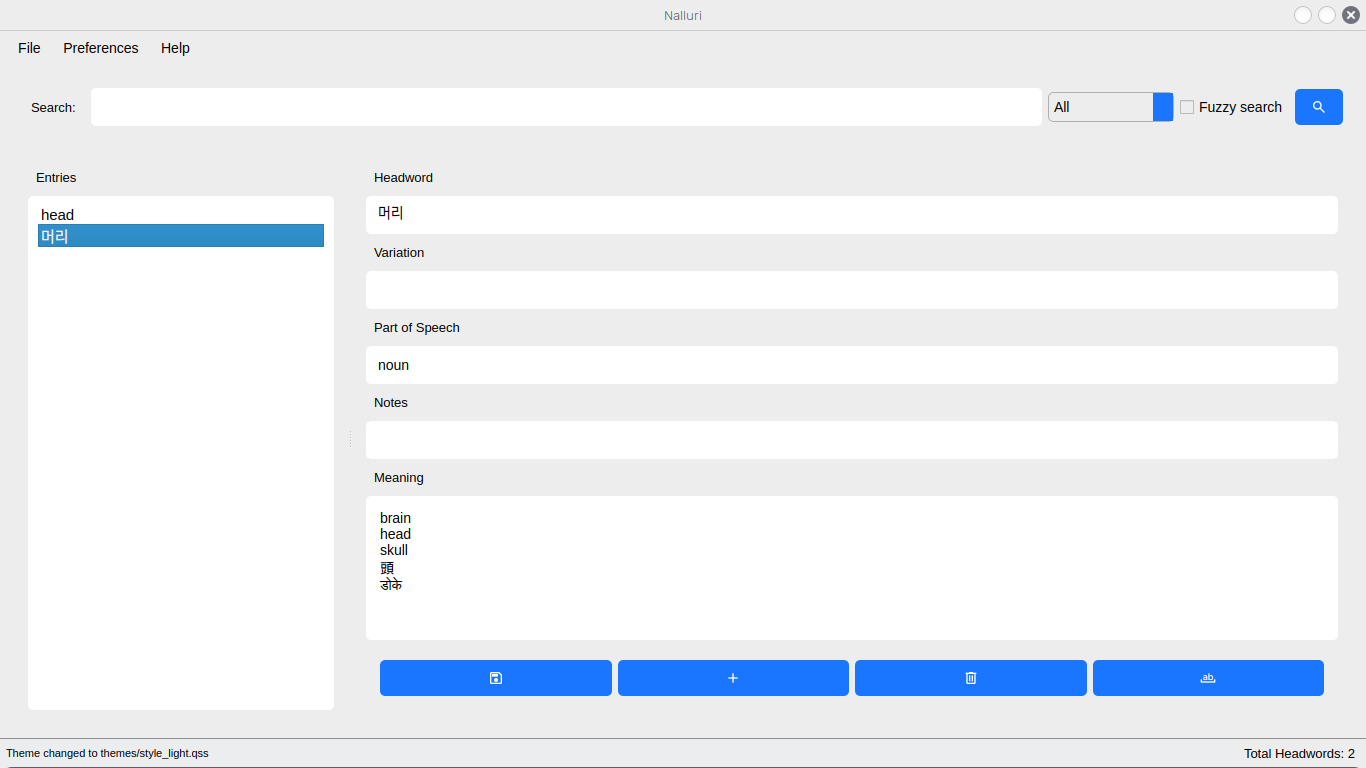 Nalluri
File Preferences Help
Search: All Fuzzy search
Entries
head
머리
Headword
머리
Variation
Part of Speech
noun
Notes
Meaning
brain
head
skull
頭
डोके
ab
Theme changed to themes/style_light.qss
Total Headwords: 2